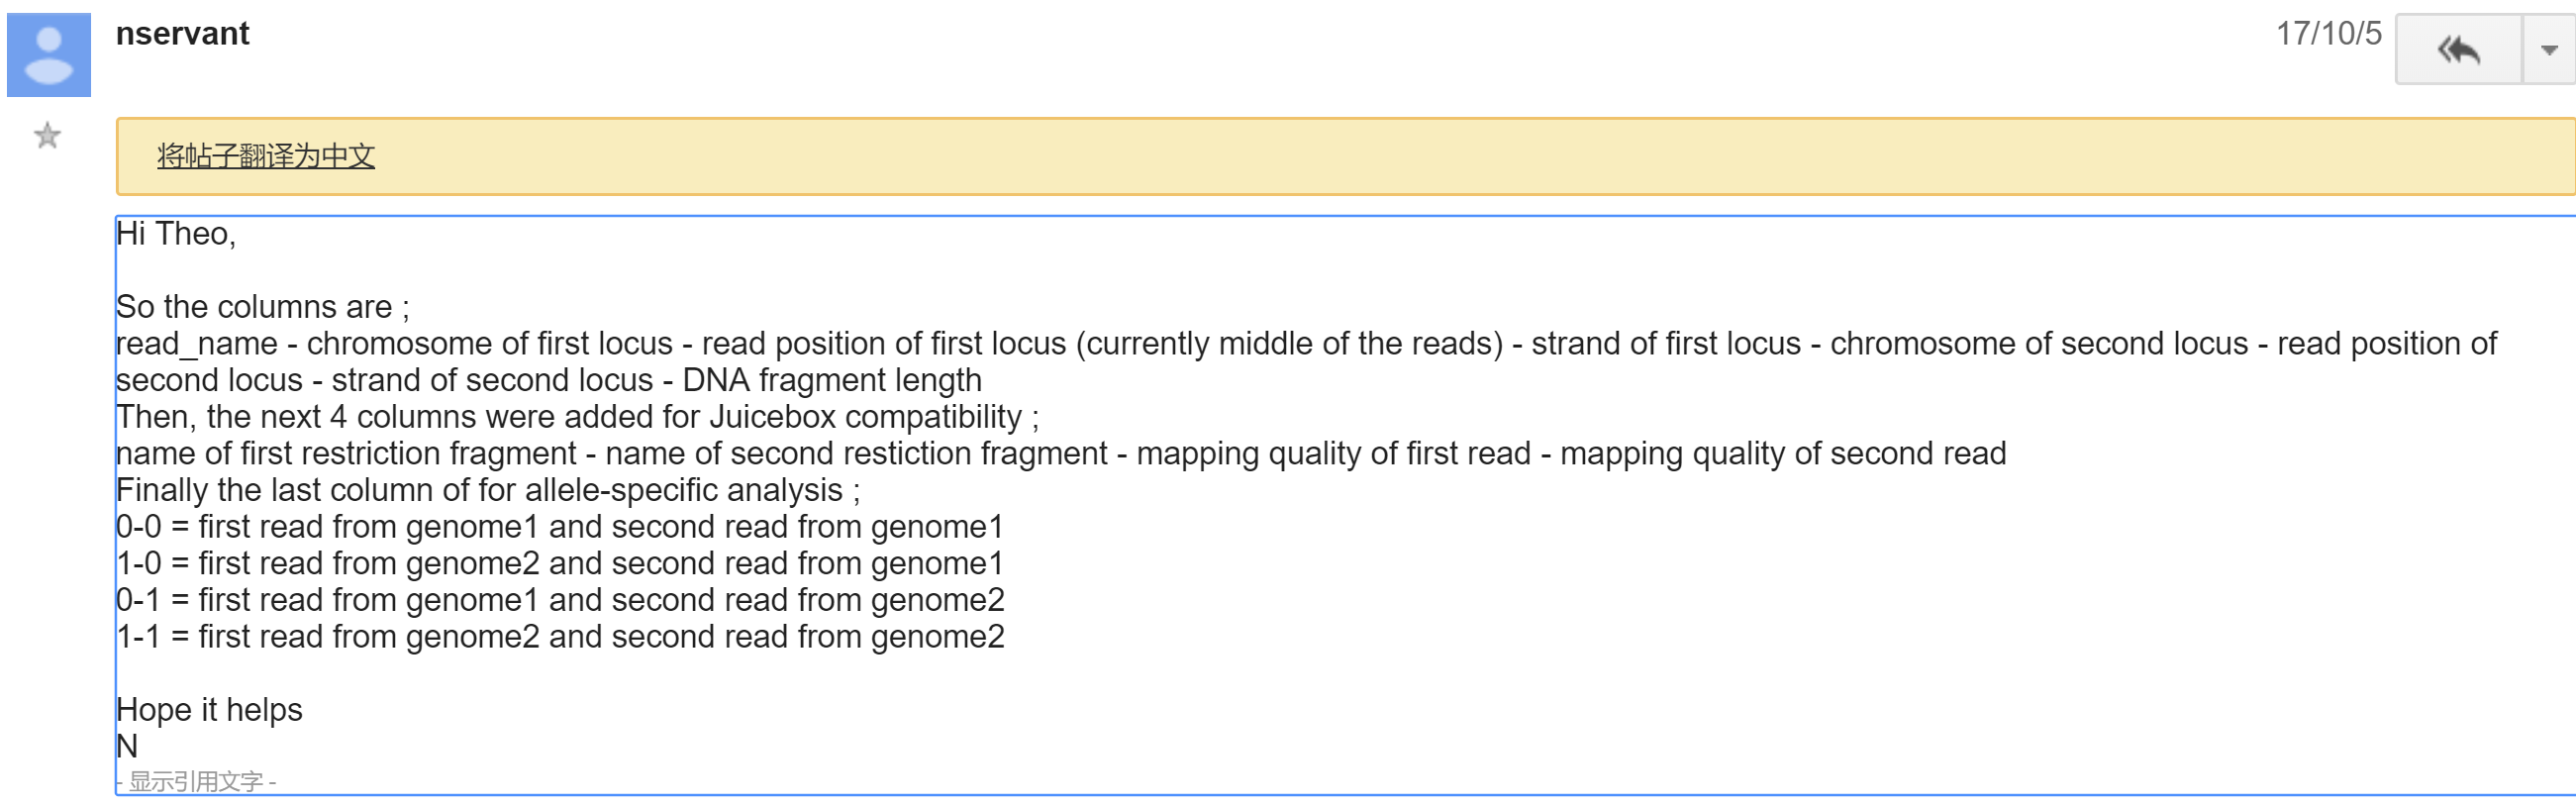 nservant
17/10/5
将帖子翻译为中文
Hi Theo,
So the columns are ;
read_name - chromosome of first locus - read position of first locus (currently middle of the reads) - strand of first locus - chromosome of second locus - read position of
second locus - strand of second locus - DNA fragment length
Then, the next 4 columns were added for Juicebox compatibility ;
name of first restriction fragment - name of second restiction fragment - mapping quality of first read - mapping quality of second read
Finally the last column of for allele-specific analysis ;
0-0 = first read from genome1 and second read from genome1
1-0 = first read from genome2 and second read from genome1
0-1 = first read from genome1 and second read from genome2
1-1 = first read from genome2 and second read from genome2
Hope it helps
N
- 显示引用文字 -